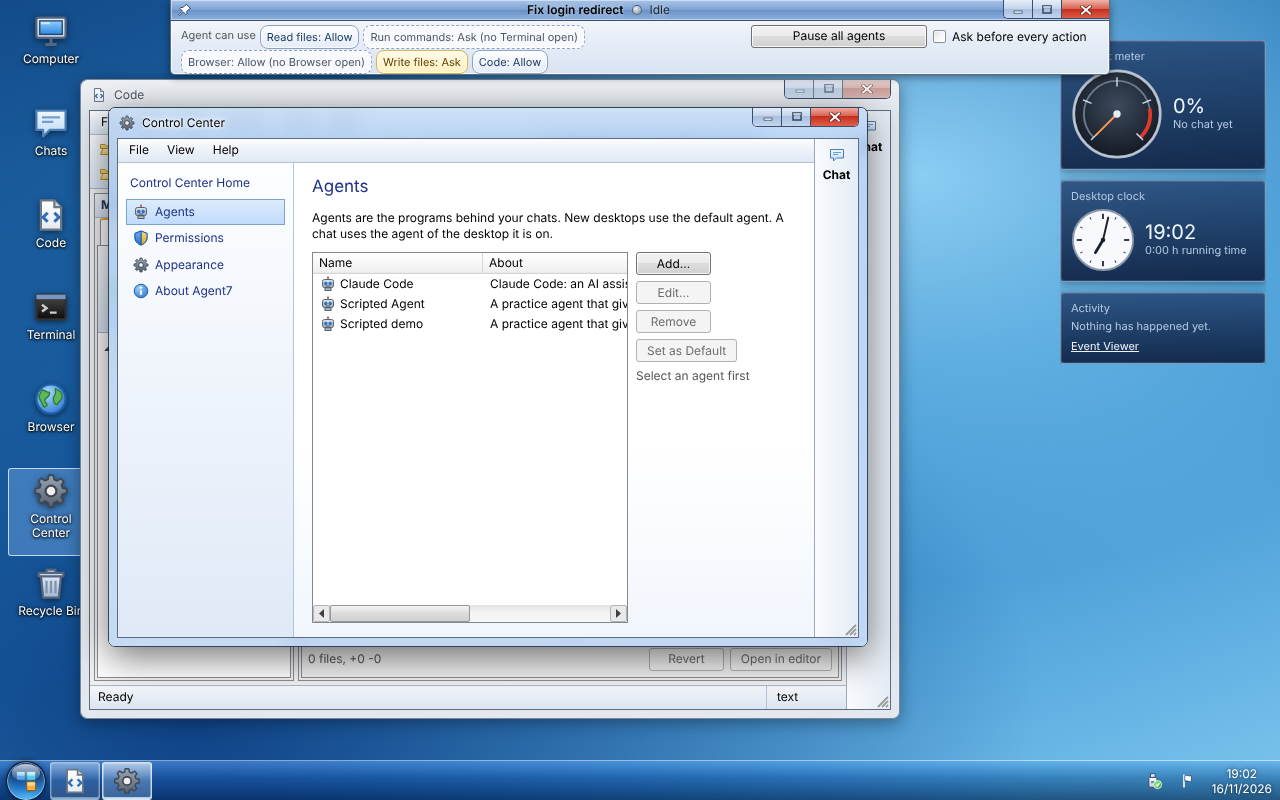 Fix login redirect Idle
Agent can use Read files: Allow Run commands: Ask (no Terminal open)
Browser: Allow (no Browser open) Write files: Ask Code: Allow
Pause all agents Ask before every action
Computer
Chats
Code
Terminal
Browser
Control
Center
Recycle Bin
Code
Control Center
File View Help
Control Center Home
Agents
Permissions
Appearance
About Agent7
Agents
Agents are the programs behind your chats. New desktops use the default agent. A
chat uses the agent of the desktop it is on.
Name About
Claude Code Claude Code: an AI assis
Scripted Agent A practice agent that giv
Scripted demo A practice agent that giv
Add...
Edit...
Remove
Set as Default
Select an agent first
Chat
0 files, +0 -0 Revert Open in editor
Ready text
meter
0%
No chat yet
Desktop clock
19:02
0:00 h running time
Activity
Nothing has happened yet.
Event Viewer
19:02
16/11/2026